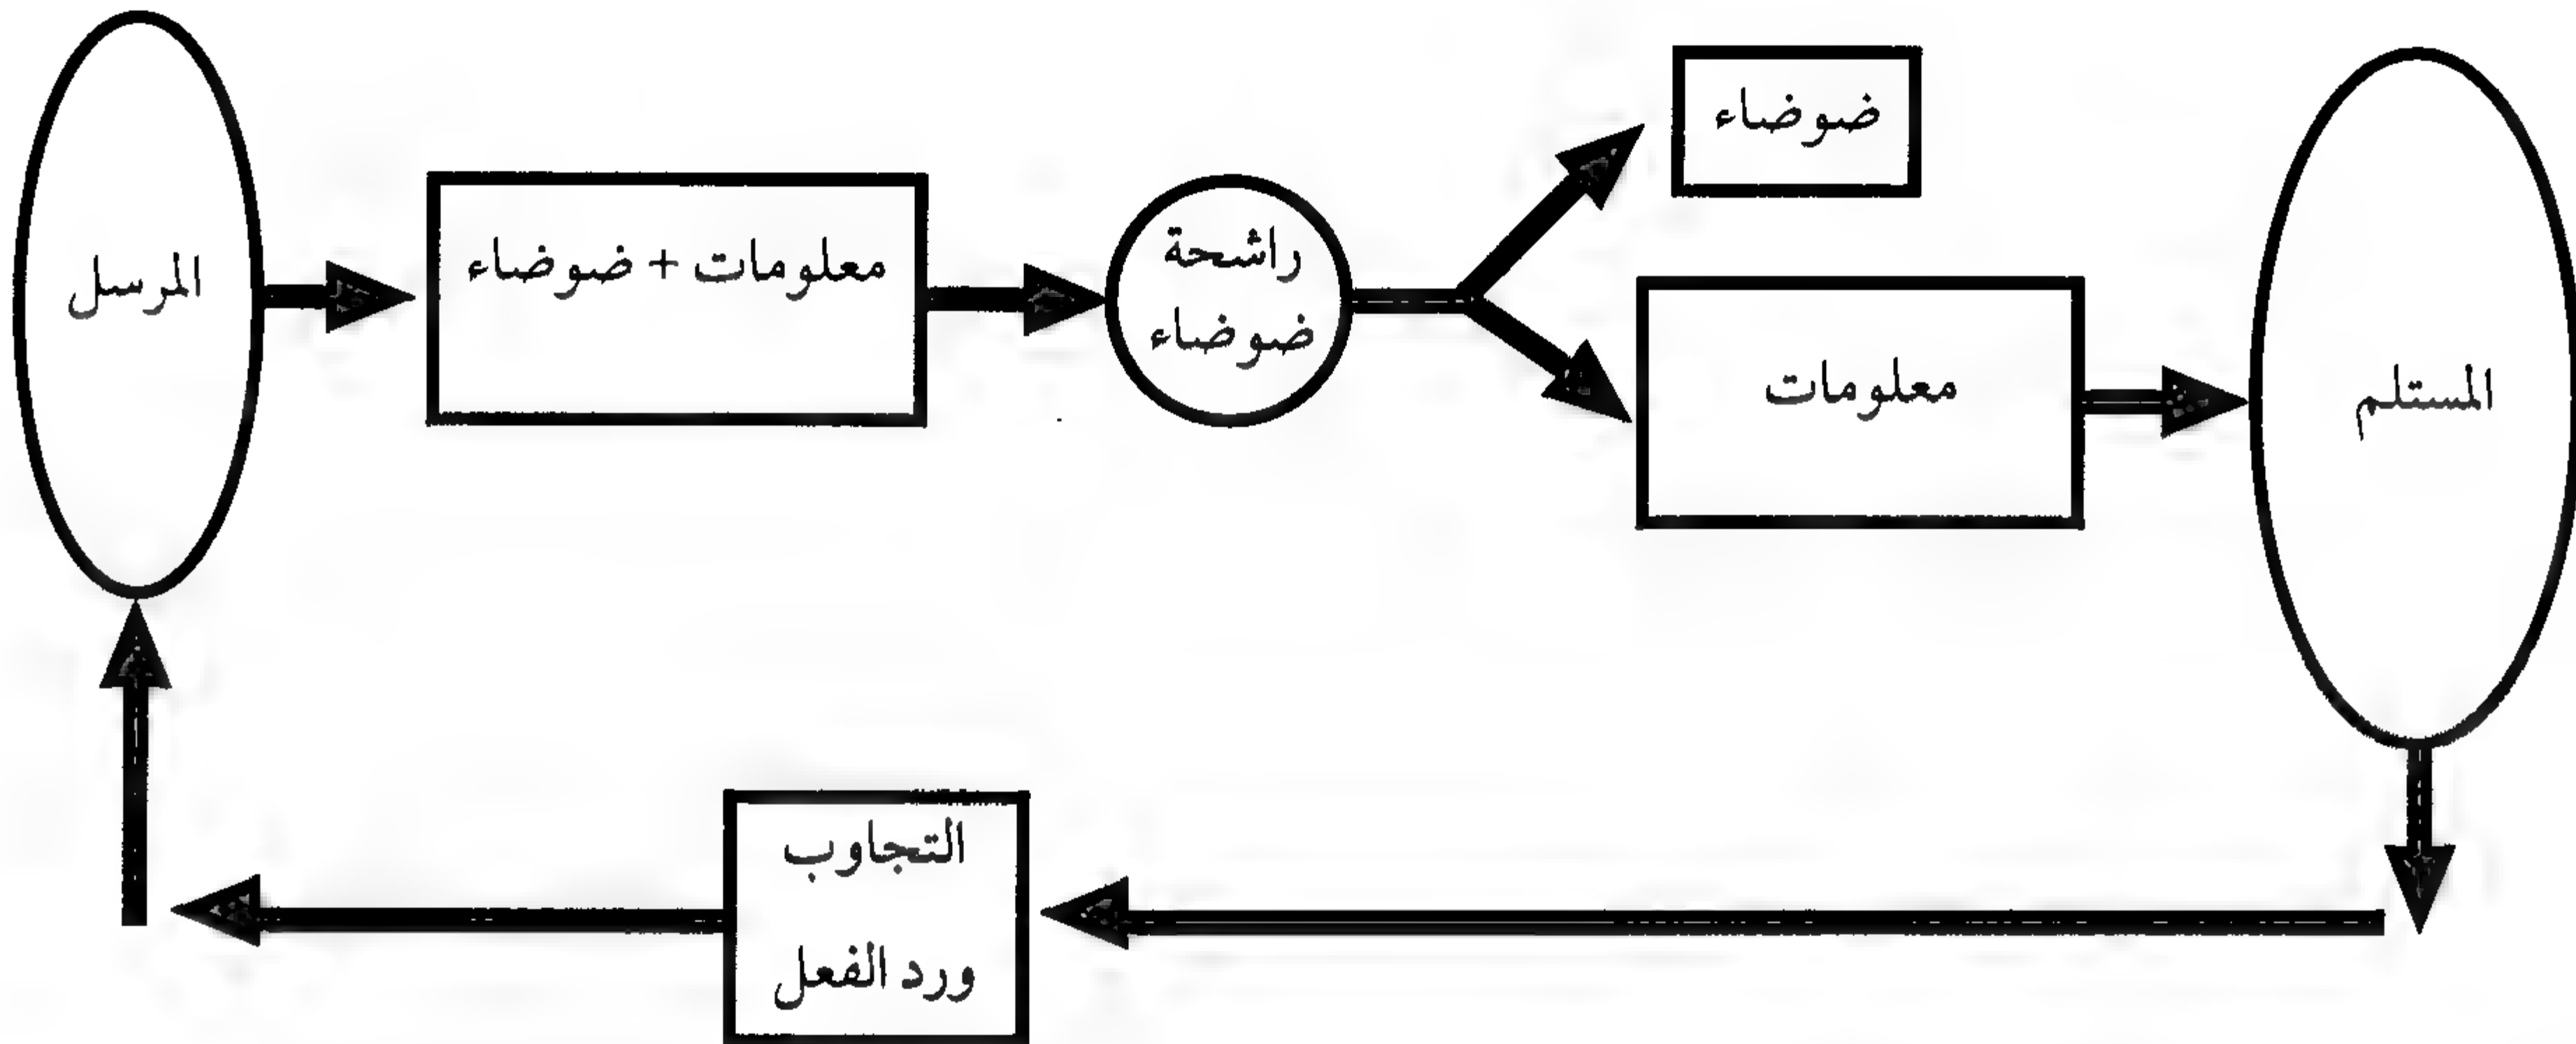 المرسل
معلومات + ضوضاء
راشحة
ضوضاء
ضوضاء
معلومات
المستلم
التجاوب
ورد الفعل